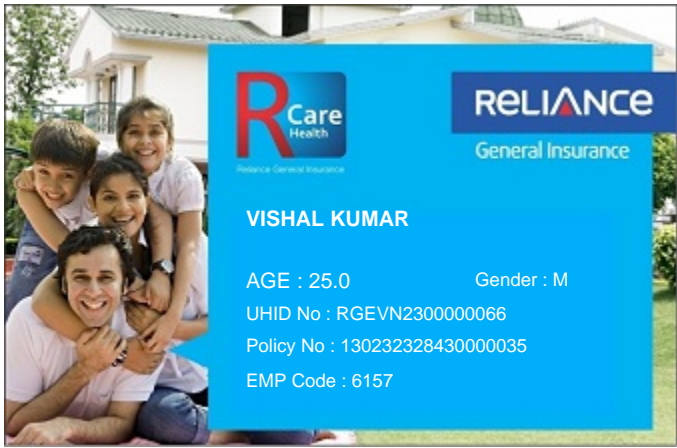 R Care
Health
Reliance General Insurance
RELIANCE
General Insurance
VISHAL KUMAR
AGE : 25.0 Gender : M
UHID No : RGEVN2300000066
Policy No : 130232328430000035
EMP Code : 6157